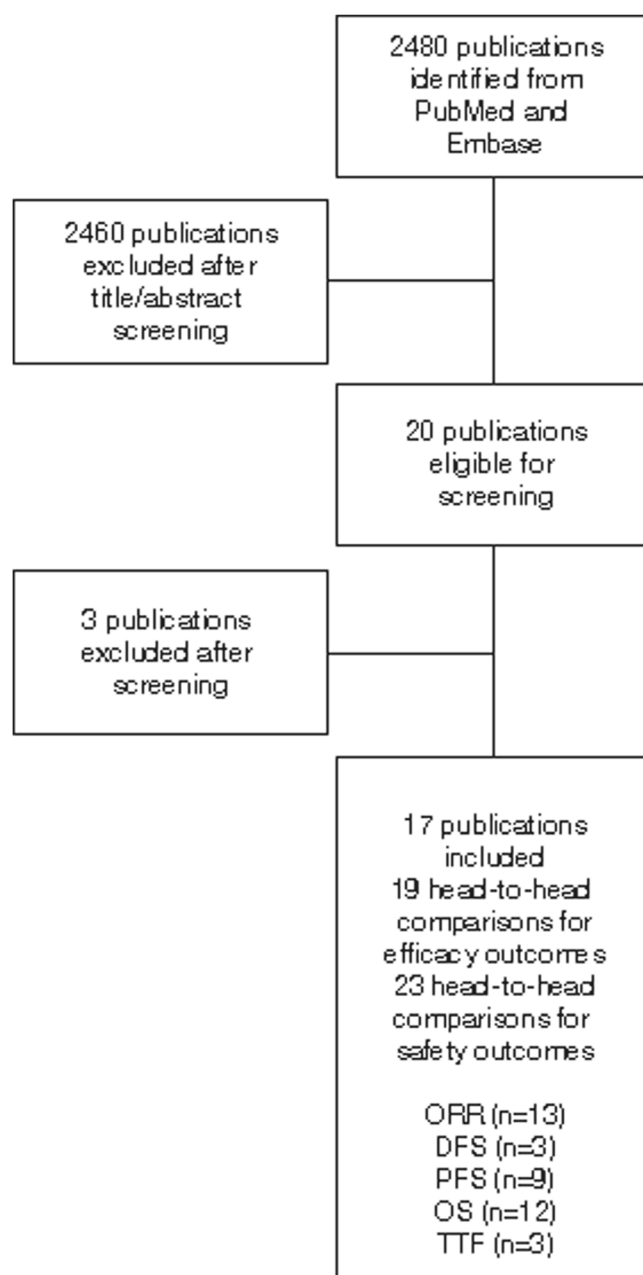 2480 publications
identified from
PubMed and
Embase
2460 publications
excluded after
title/abstract
screening
20 publications
eligible for
screening
3 publications
excluded after
screening
17 publications
included
19 head-to-head
comparisons for
efficacy outcomes
23 head-to-head
comparisons for
safety outcomes
ORR (n=13)
DFS (n=3)
PFS (n=9)
OS (n=12)
TTF (n=3)